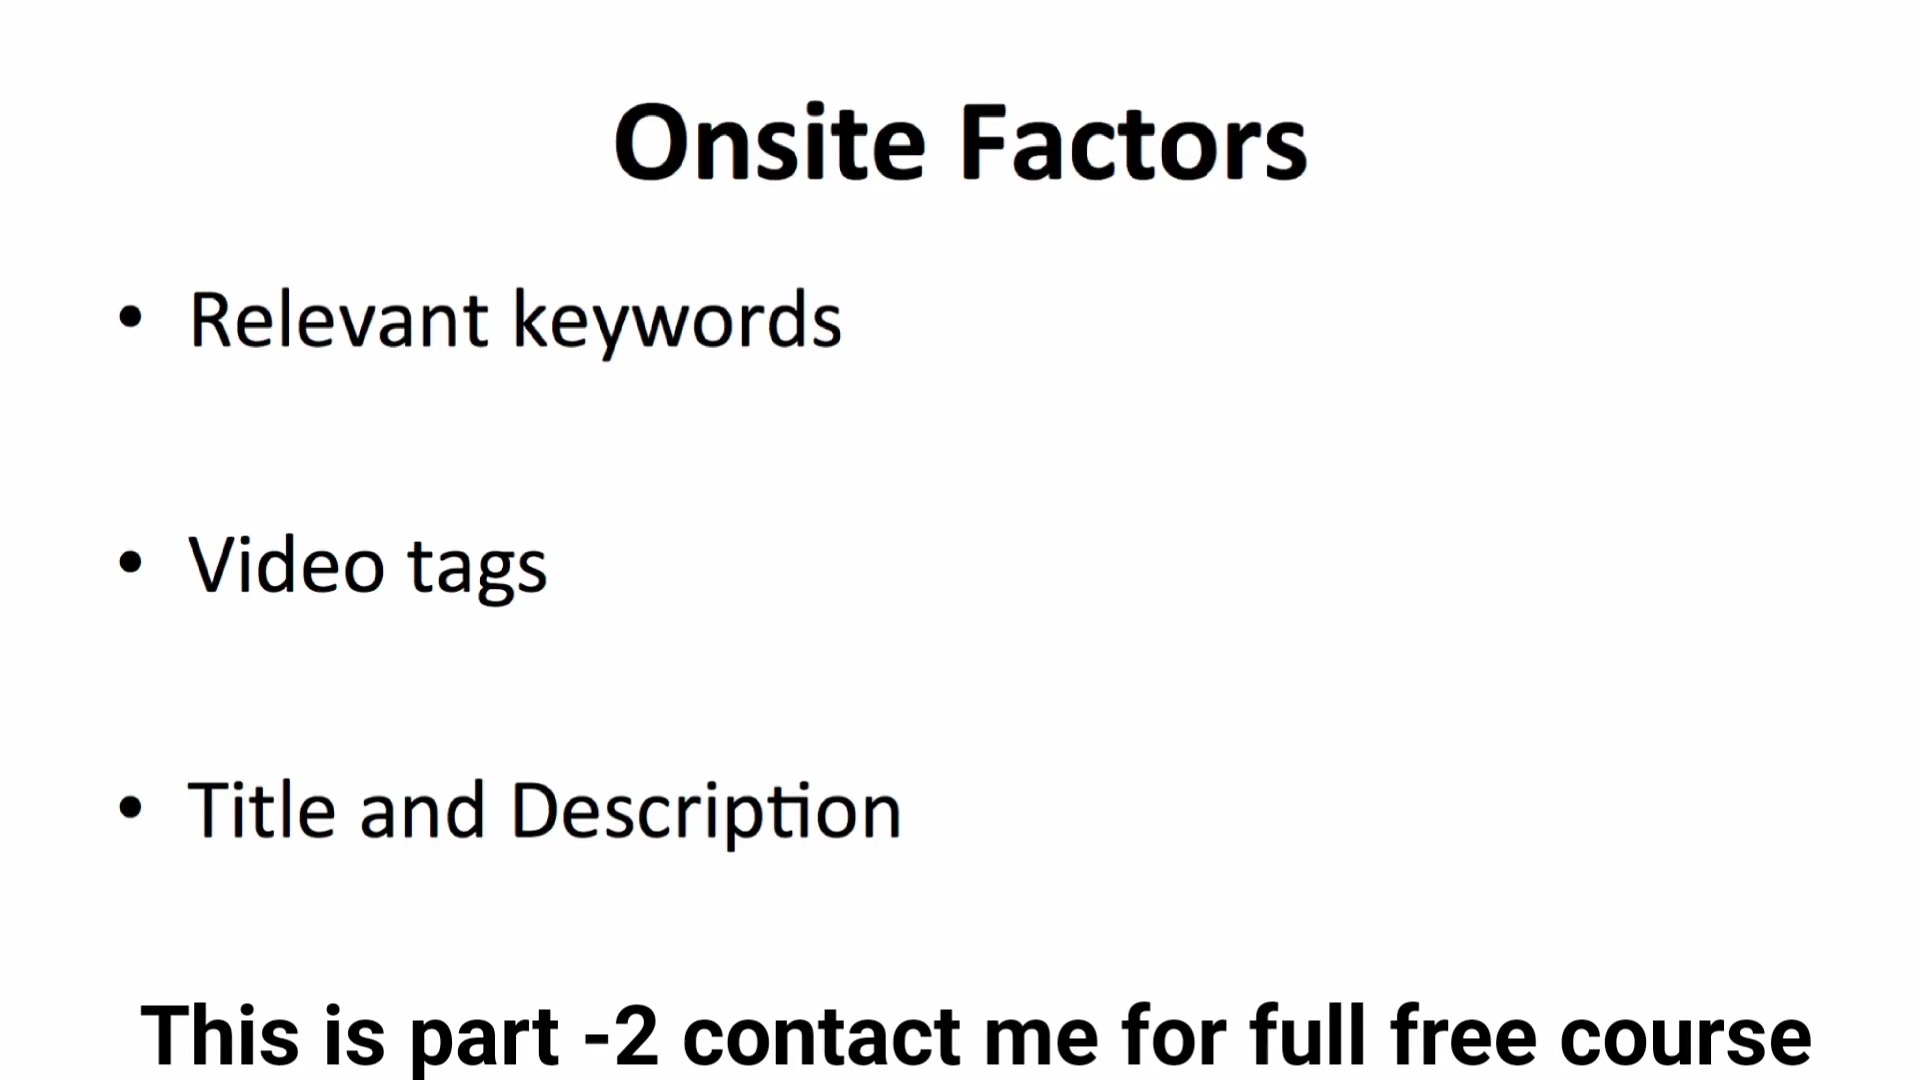 Onsite Factors
• Relevant keywords
• Video tags
• Title and Description
This is part -2 contact me for full free course